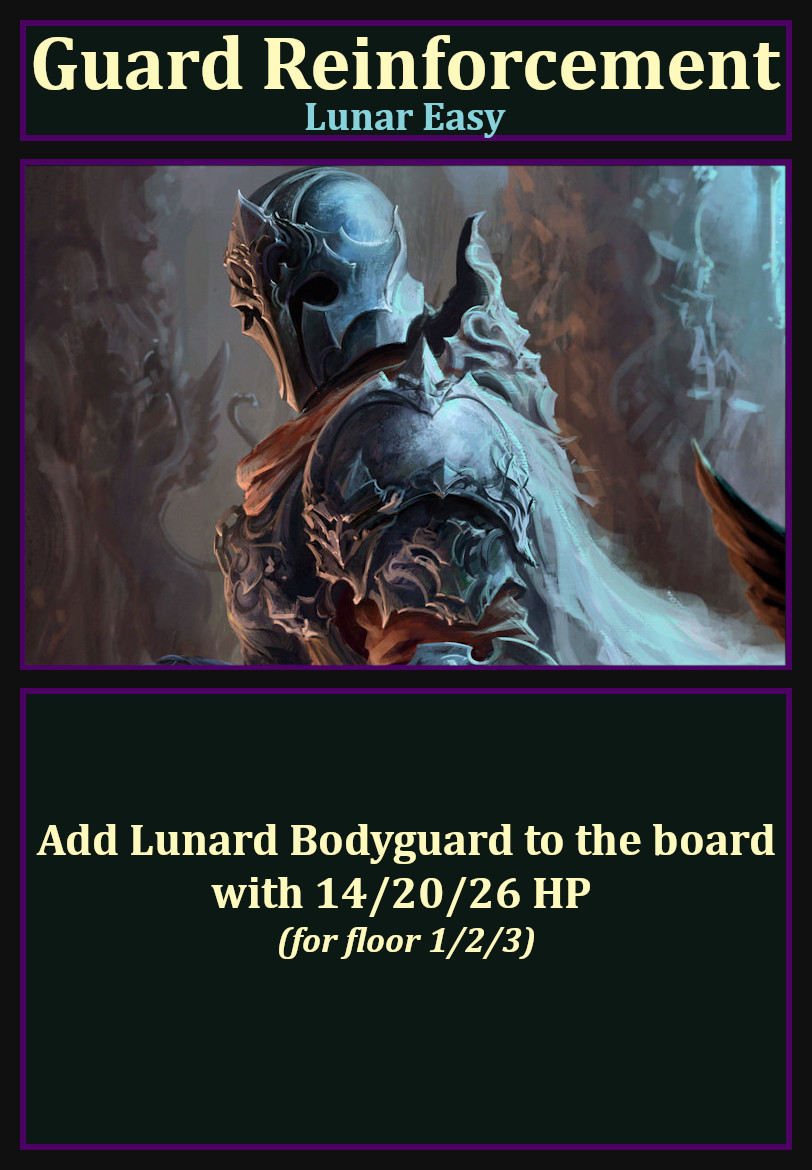 Guard Reinforcement
Lunar Easy
Add Lunard Bodyguard to the board
with 14/20/26 HP
(for floor 1/2/3)